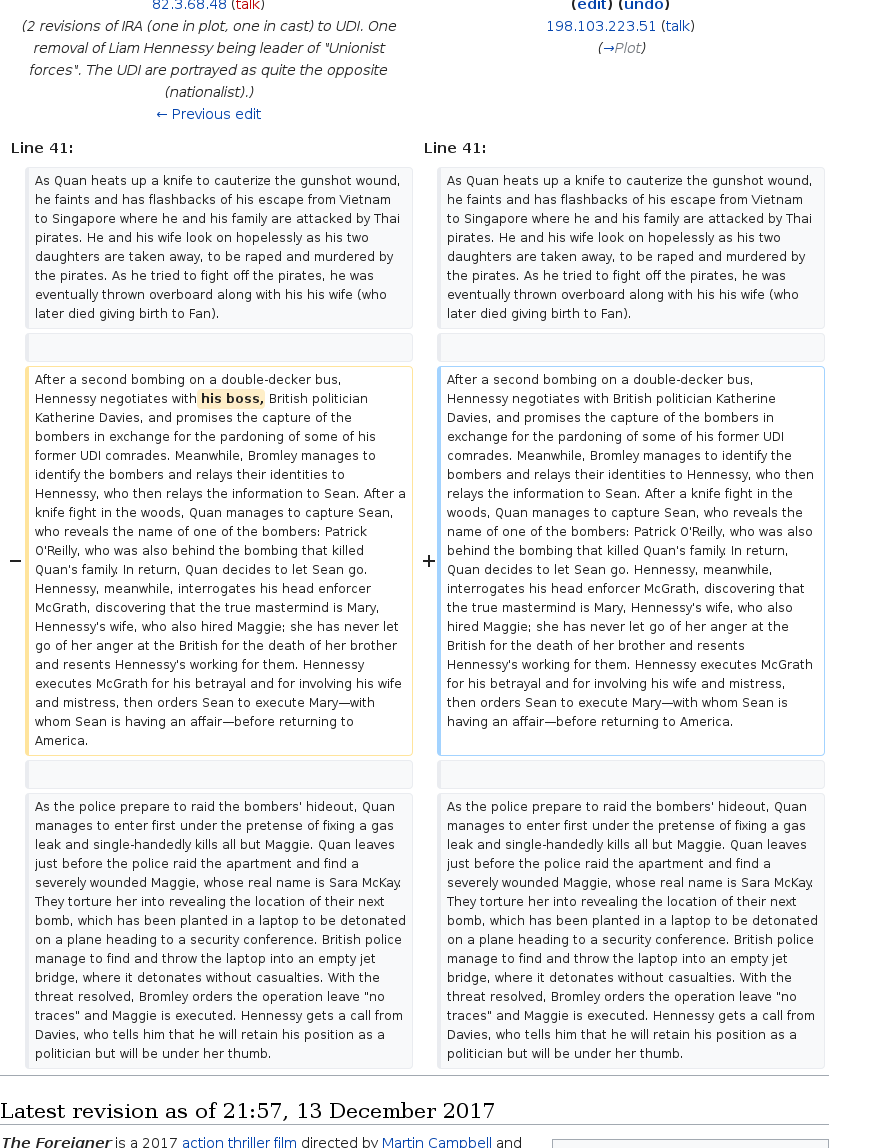 82.3.68.48 (talk)
(2 revisions of IRA (one in plot, one in cast) to UDI. One
removal of Liam Hennessy being leader of "Unionist
forces". The UDI are portrayed as quite the opposite
(nationalist).)
← Previous edit
(edit) (undo)
198.103.223.51 (talk)
(→Plot)
Line 41:
As Quan heats up a knife to cauterize the gunshot wound,
he faints and has flashbacks of his escape from Vietnam
to Singapore where he and his family are attacked by Thai
pirates. He and his wife look on hopelessly as his two
daughters are taken away, to be raped and murdered by
the pirates. As he tried to fight off the pirates, he was
eventually thrown overboard along with his his wife (who
later died giving birth to Fan).
−
After a second bombing on a double-decker bus,
Hennessy negotiates with his boss, British politician
Katherine Davies, and promises the capture of the
bombers in exchange for the pardoning of some of his
former UDI comrades. Meanwhile, Bromley manages to
identify the bombers and relays their identities to
Hennessy, who then relays the information to Sean. After a
knife fight in the woods, Quan manages to capture Sean,
who reveals the name of one of the bombers: Patrick
O'Reilly, who was also behind the bombing that killed
Quan's family. In return, Quan decides to let Sean go.
Hennessy, meanwhile, interrogates his head enforcer
McGrath, discovering that the true mastermind is Mary,
Hennessy's wife, who also hired Maggie; she has never let
go of her anger at the British for the death of her brother
and resents Hennessy's working for them. Hennessy
executes McGrath for his betrayal and for involving his wife
and mistress, then orders Sean to execute Mary—with
whom Sean is having an affair—before returning to
America.
As the police prepare to raid the bombers' hideout, Quan
manages to enter first under the pretense of fixing a gas
leak and single-handedly kills all but Maggie. Quan leaves
just before the police raid the apartment and find a
severely wounded Maggie, whose real name is Sara McKay.
They torture her into revealing the location of their next
bomb, which has been planted in a laptop to be detonated
on a plane heading to a security conference. British police
manage to find and throw the laptop into an empty jet
bridge, where it detonates without casualties. With the
threat resolved, Bromley orders the operation leave "no
traces" and Maggie is executed. Hennessy gets a call from
Davies, who tells him that he will retain his position as a
politician but will be under her thumb.
Line 41:
As Quan heats up a knife to cauterize the gunshot wound,
he faints and has flashbacks of his escape from Vietnam
to Singapore where he and his family are attacked by Thai
pirates. He and his wife look on hopelessly as his two
daughters are taken away, to be raped and murdered by
the pirates. As he tried to fight off the pirates, he was
eventually thrown overboard along with his his wife (who
later died giving birth to Fan).
+
After a second bombing on a double-decker bus,
Hennessy negotiates with British politician Katherine
Davies, and promises the capture of the bombers in
exchange for the pardoning of some of his former UDI
comrades. Meanwhile, Bromley manages to identify the
bombers and relays their identities to Hennessy, who then
relays the information to Sean. After a knife fight in the
woods, Quan manages to capture Sean, who reveals the
name of one of the bombers: Patrick O'Reilly, who was also
behind the bombing that killed Quan's family. In return,
Quan decides to let Sean go. Hennessy, meanwhile,
interrogates his head enforcer McGrath, discovering that
the true mastermind is Mary, Hennessy's wife, who also
hired Maggie; she has never let go of her anger at the
British for the death of her brother and resents
Hennessy's working for them. Hennessy executes McGrath
for his betrayal and for involving his wife and mistress,
then orders Sean to execute Mary—with whom Sean is
having an affair—before returning to America.
As the police prepare to raid the bombers' hideout, Quan
manages to enter first under the pretense of fixing a gas
leak and single-handedly kills all but Maggie. Quan leaves
just before the police raid the apartment and find a
severely wounded Maggie, whose real name is Sara McKay.
They torture her into revealing the location of their next
bomb, which has been planted in a laptop to be detonated
on a plane heading to a security conference. British police
manage to find and throw the laptop into an empty jet
bridge, where it detonates without casualties. With the
threat resolved, Bromley orders the operation leave "no
traces" and Maggie is executed. Hennessy gets a call from
Davies, who tells him that he will retain his position as a
politician but will be under her thumb.
Latest revision as of 21:57, 13 December 2017
The Foreigner is a 2017 action thriller film directed by Martin Campbell and